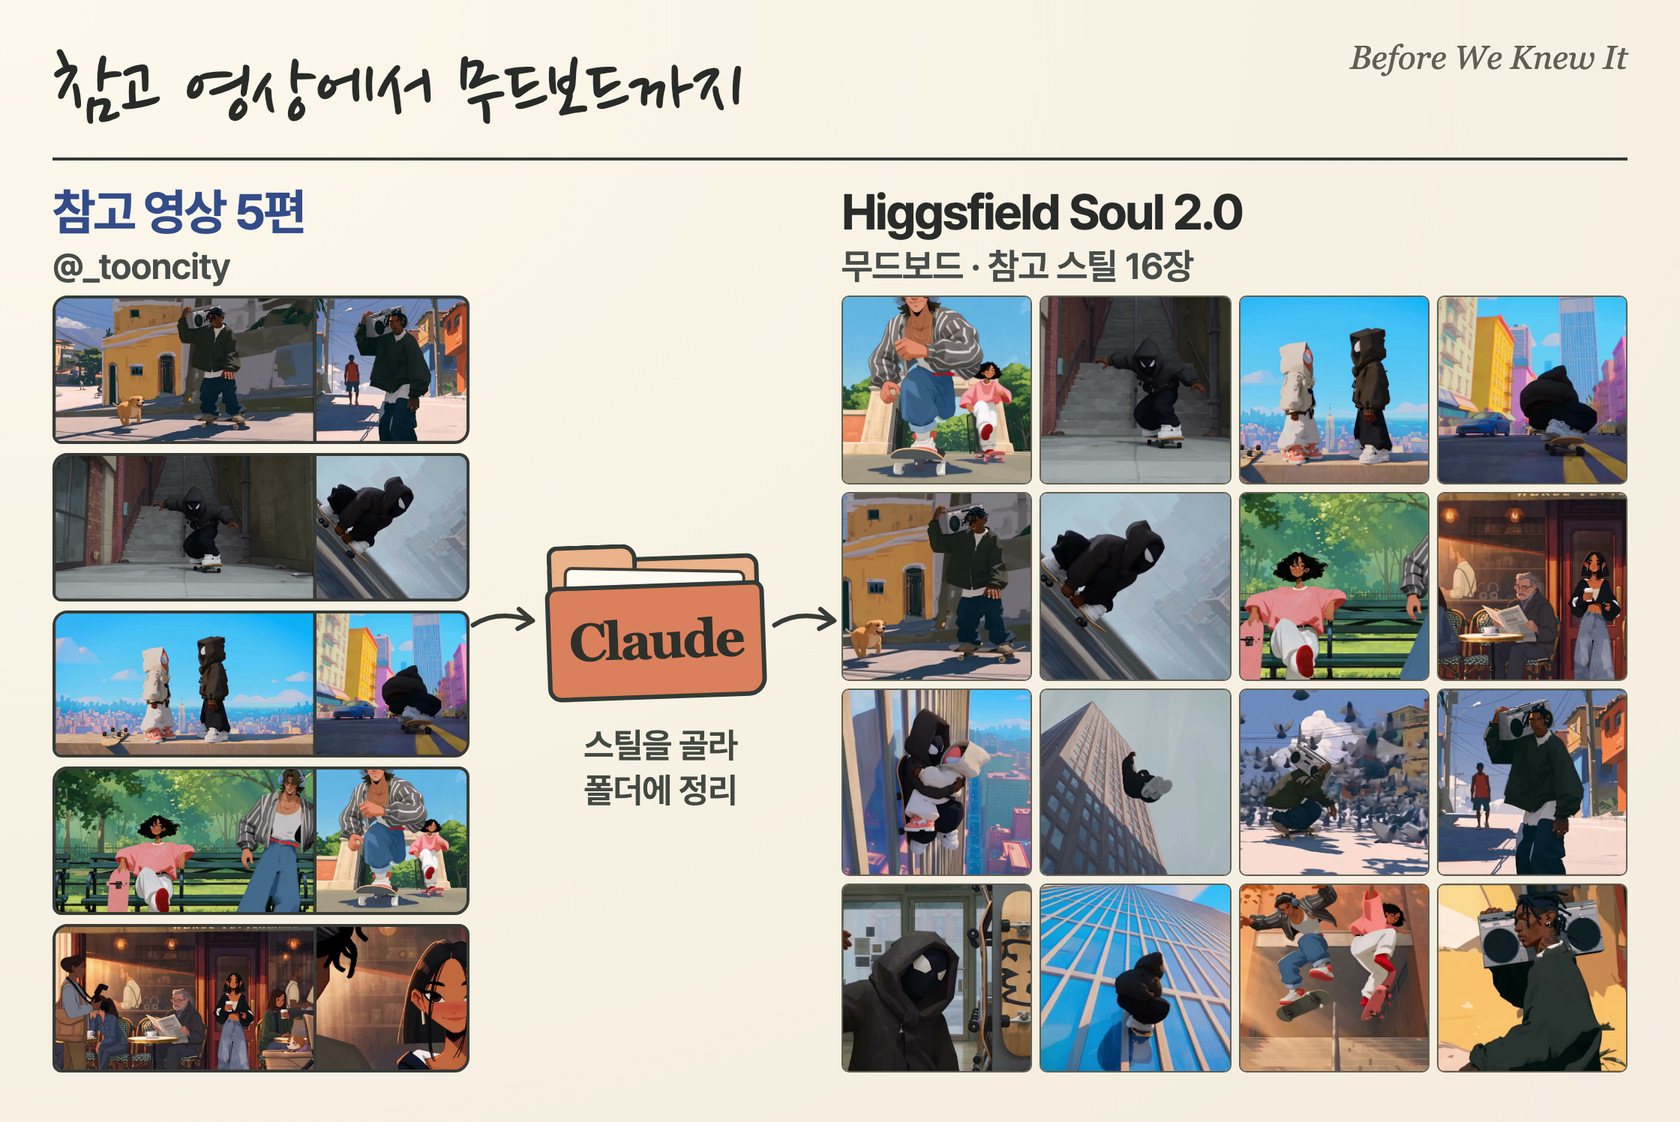 참고 영상에서 무드보드까지
Before We Knew It
참고 영상 5편
@_tooncity
Claude
스틸을 골라
폴더에 정리
Higgsfield Soul 2.0
무드보드 · 참고 스틸 16장